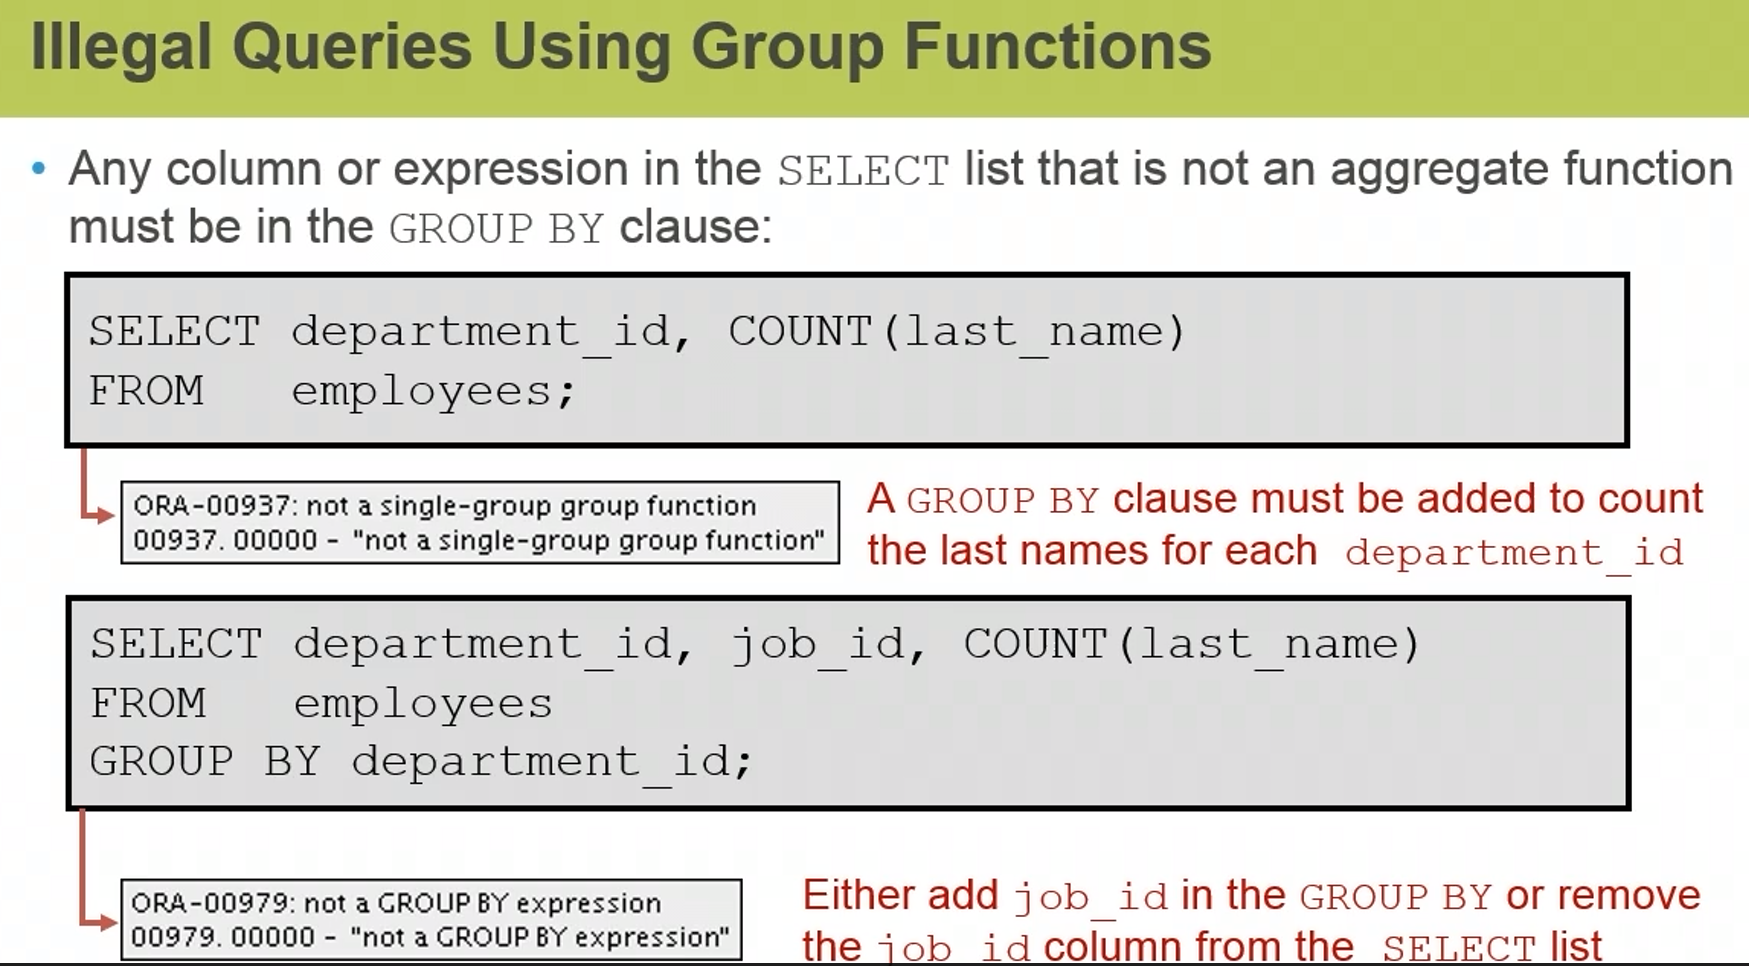 Illegal Queries Using Group Functions
• Any column or expression in the SELECT list that is not an aggregate function
must be in the GROUP BY clause:
SELECT department_id, COUNT(last_name)
FROM employees;
ORA-00937: not a single-group group function
00937. 00000 - "not a single-group group function"
A GROUP BY clause must be added to count
the last names for each department_id
SELECT department_id, job_id, COUNT(last_name)
FROM employees
GROUP BY department_id;
ORA-00979: not a GROUP BY expression
00979. 00000 - "not a GROUP BY expression"
Either add job_id in the GROUP BY or remove
the job_id column from the SELECT list